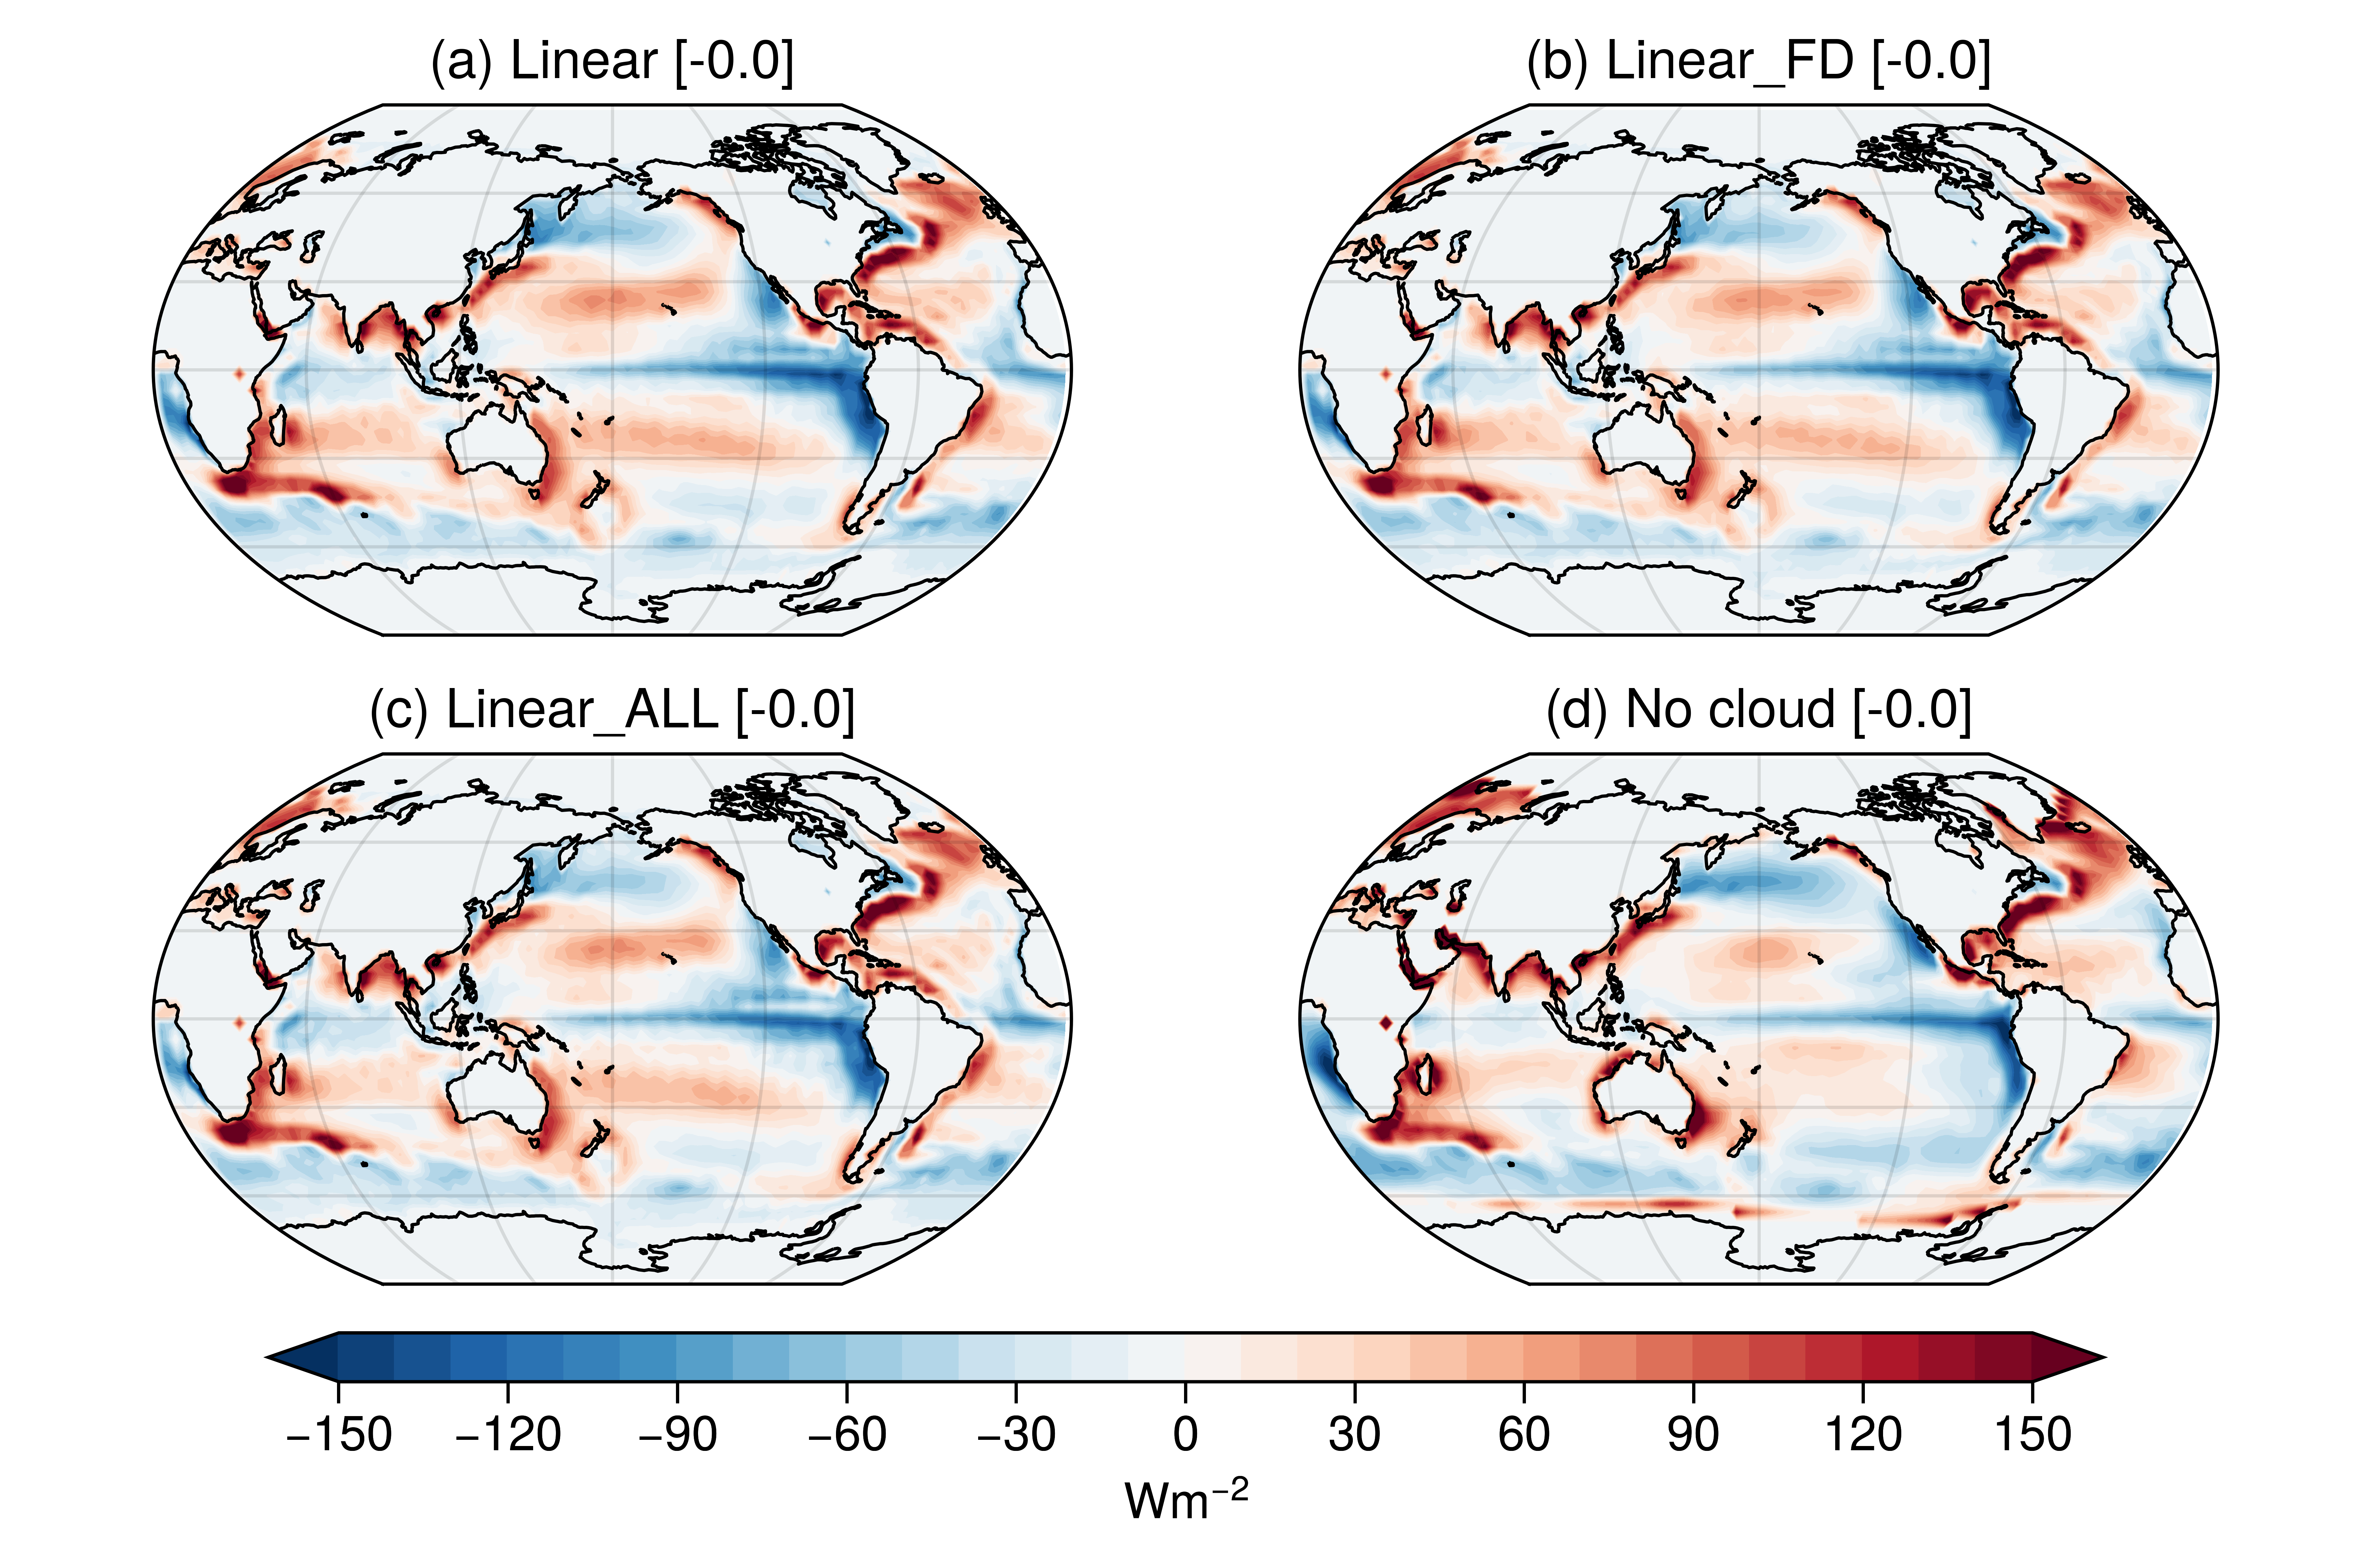 (a) Linear [-0.0]
(b) Linear_FD [-0.0]
(c) Linear_ALL [-0.0]
(d) No cloud [-0.0]
−150 −120 −90 −60 −30 0 30 60 90 120 150
Wm⁻²